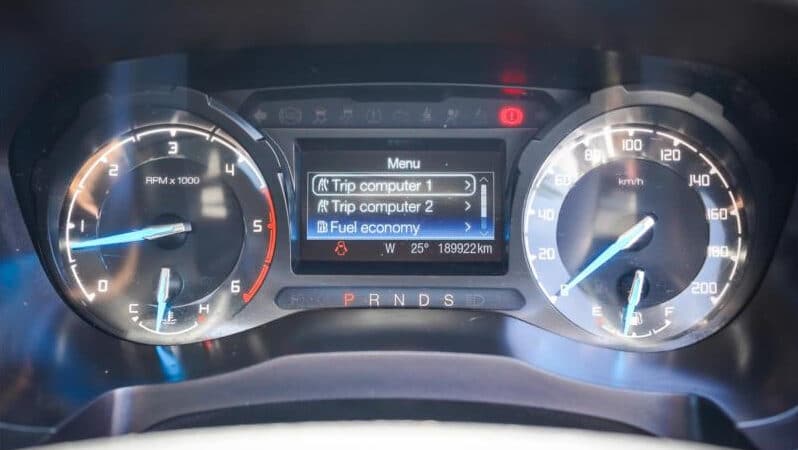 Menu
Trip computer 1
Trip computer 2
Fuel economy
W 25° 189922km
P R N D S
RPM x 1000
0 1 2 3 4 5 6
C H
km/h
0 20 40 60 80 100 120 140 160 180 200
E F